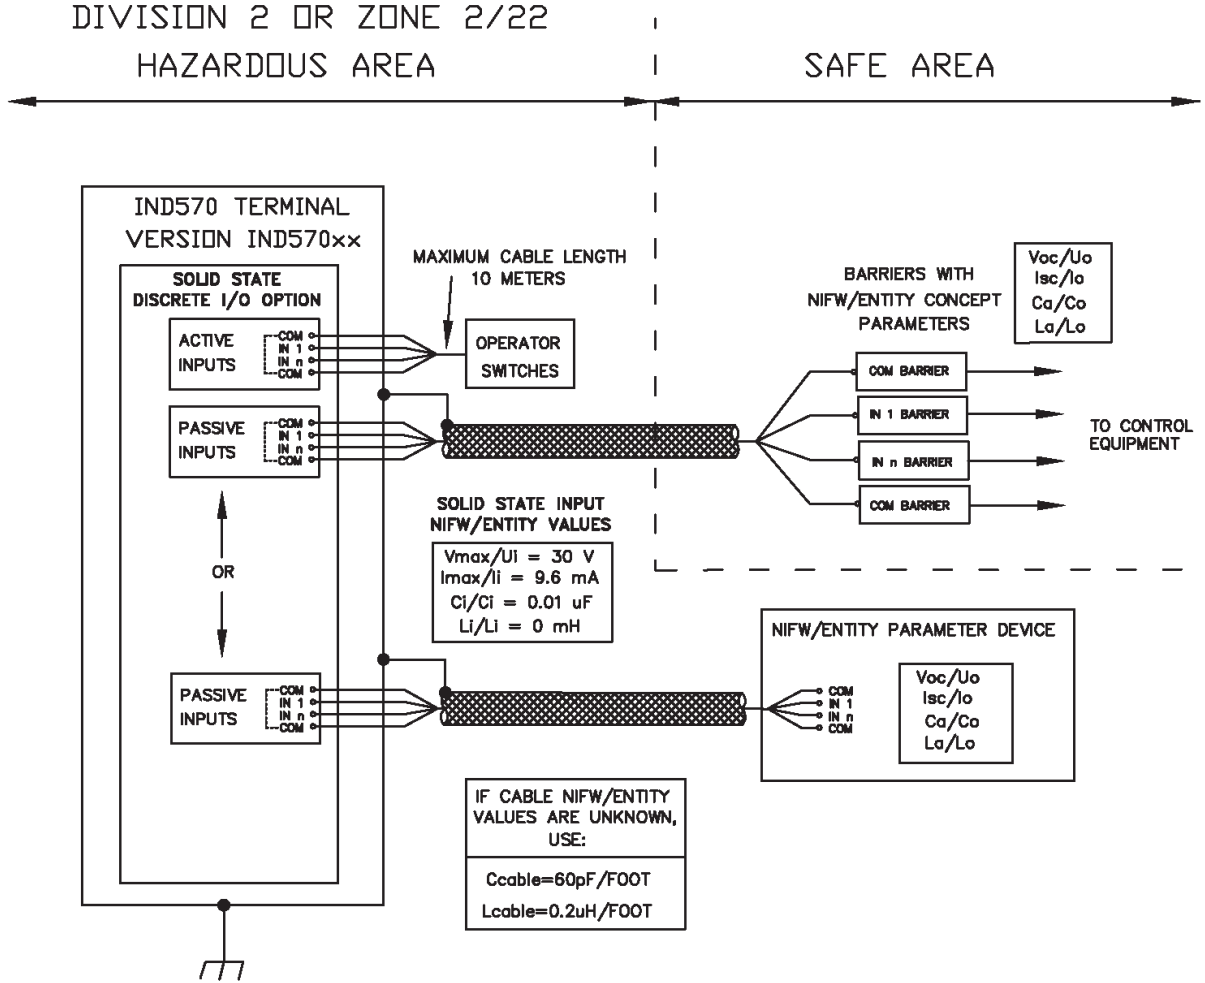 DIVISION 2 OR ZONE 2/22
HAZARDOUS AREA
SAFE AREA
IND570 TERMINAL
VERSION IND570xx
SOLID STATE
DISCRETE I/O OPTION
ACTIVE
INPUTS
COM
IN 1
IN n
COM
MAXIMUM CABLE LENGTH
10 METERS
OPERATOR
SWITCHES
BARRIERS WITH
NIFW/ENTITY CONCEPT
PARAMETERS
Voc/Uo
Isc/Io
Ca/Co
La/Lo
PASSIVE
INPUTS
COM
IN 1
IN n
COM
COM BARRIER
IN 1 BARRIER
IN n BARRIER
COM BARRIER
TO CONTROL
EQUIPMENT
OR
SOLID STATE INPUT
NIFW/ENTITY VALUES
Vmax/Ui = 30 V
Imax/Ii = 9.6 mA
Ci/Ci = 0.01 uF
Li/Li = 0 mH
PASSIVE
INPUTS
COM
IN 1
IN n
COM
NIFW/ENTITY PARAMETER DEVICE
COM
IN 1
IN n
COM
Voc/Uo
Isc/Io
Ca/Co
La/Lo
IF CABLE NIFW/ENTITY
VALUES ARE UNKNOWN,
USE:
Ccable=60pF/FOOT
Lcable=0.2uH/FOOT